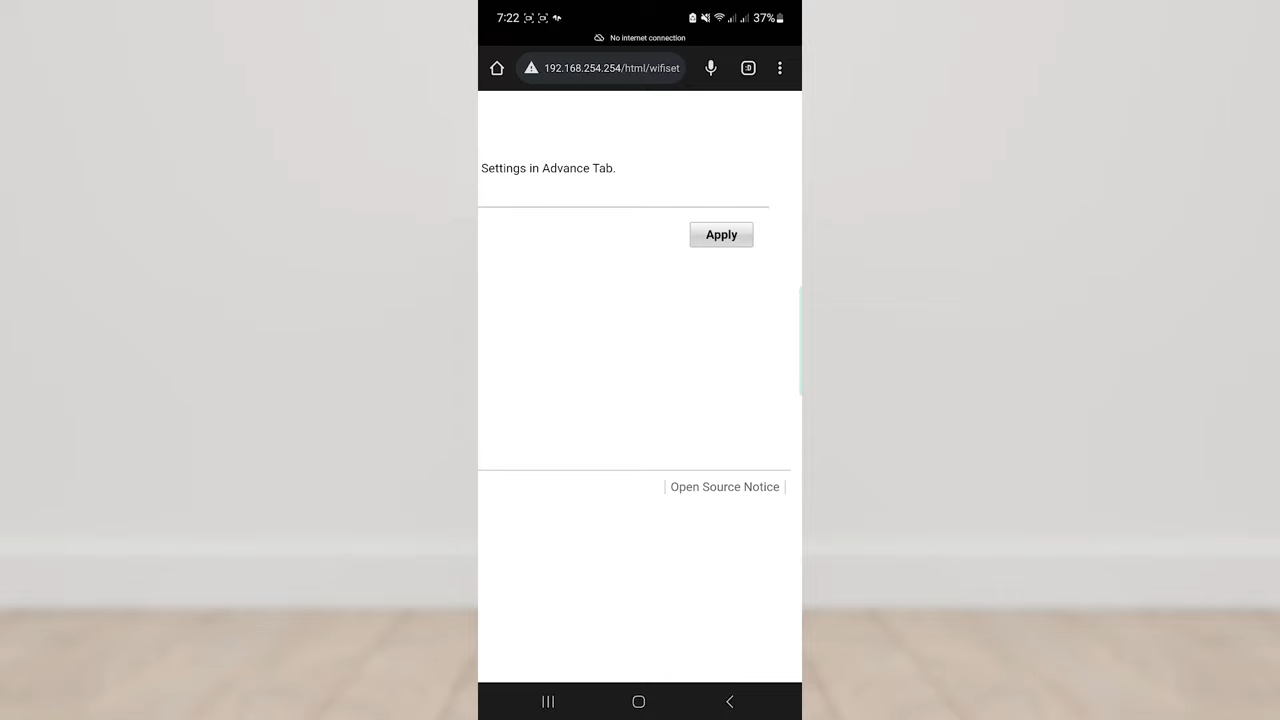 7:22
37%
No internet connection
192.168.254.254/html/wifiset
:D
Settings in Advance Tab.
Apply
Open Source Notice